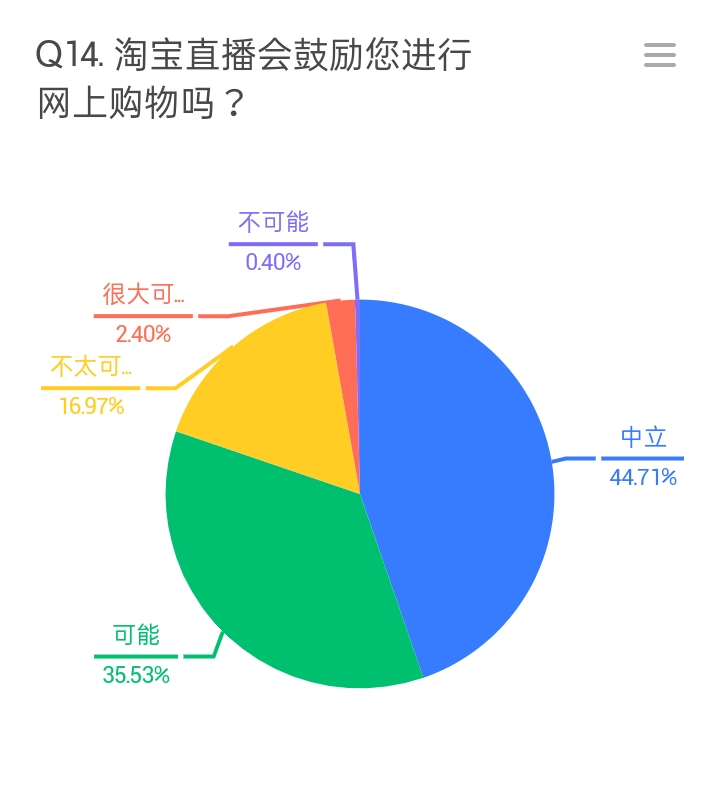 Q14. 淘宝直播会鼓励您进行
网上购物吗？
不可能
0.40%
很大可...
2.40%
不太可...
16.97%
中立
44.71%
可能
35.53%